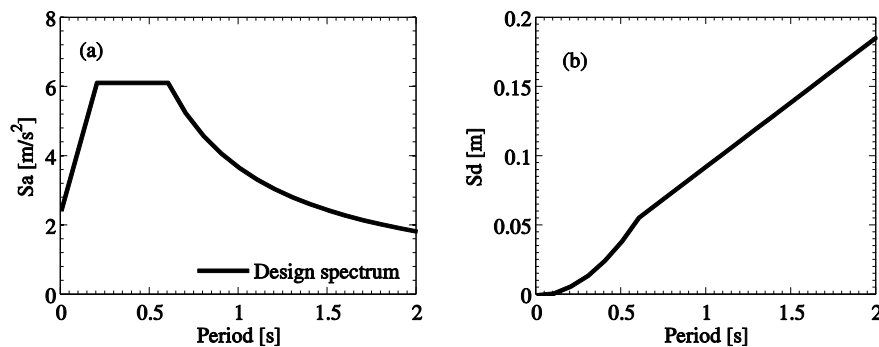 8
(a)
6
4
2
0
Sa [m/s²]
Design spectrum
0 0.5 1 1.5 2
Period [s]
0.2
(b)
0.15
0.1
0.05
0
Sd [m]
0 0.5 1 1.5 2
Period [s]